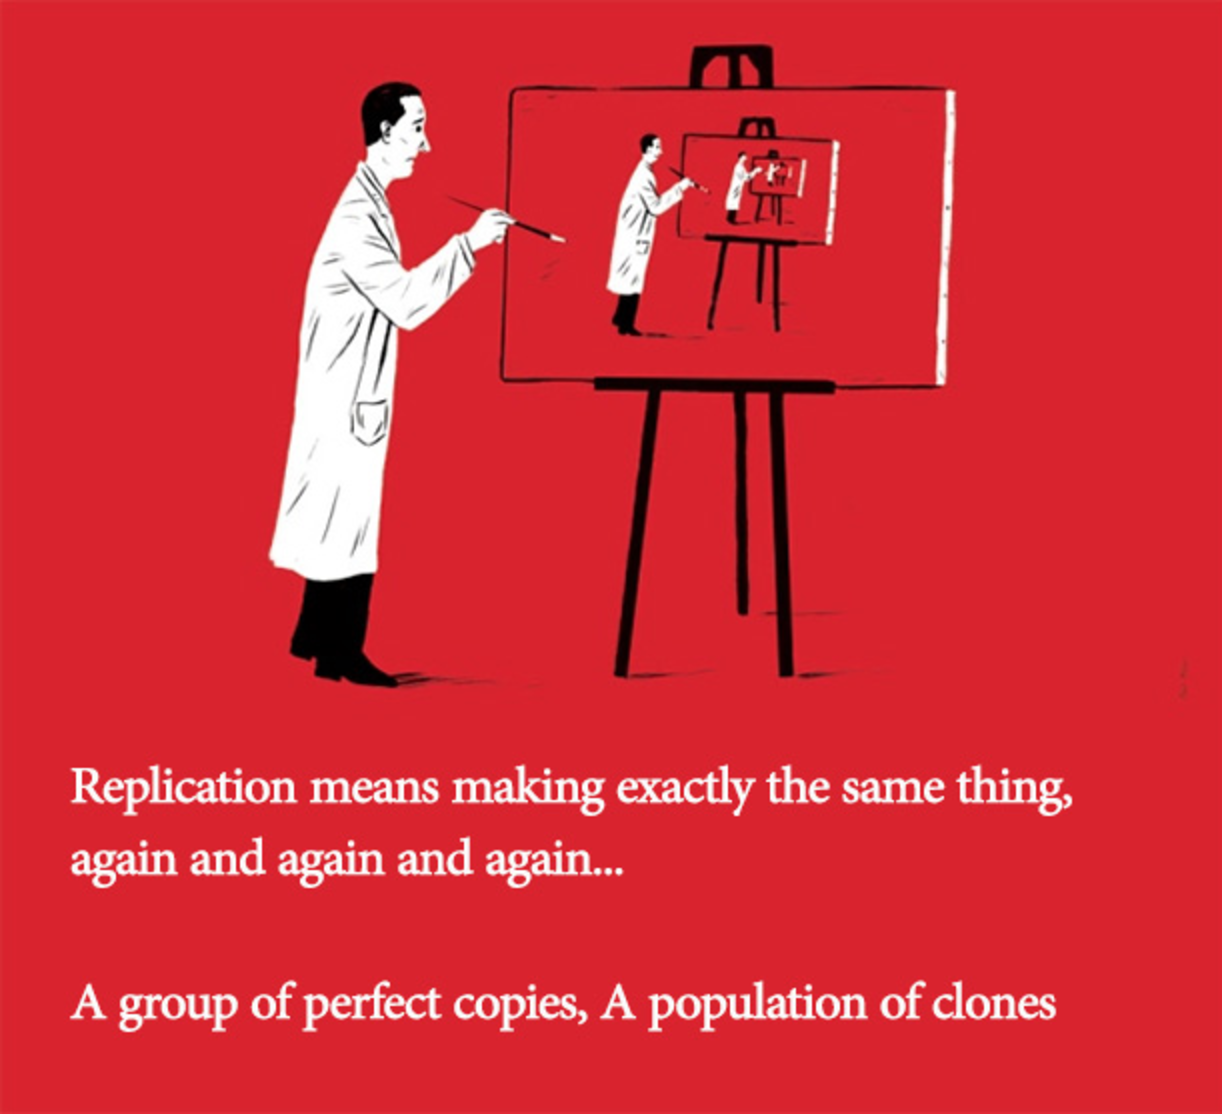 Replication means making exactly the same thing,
again and again and again...
A group of perfect copies, A population of clones